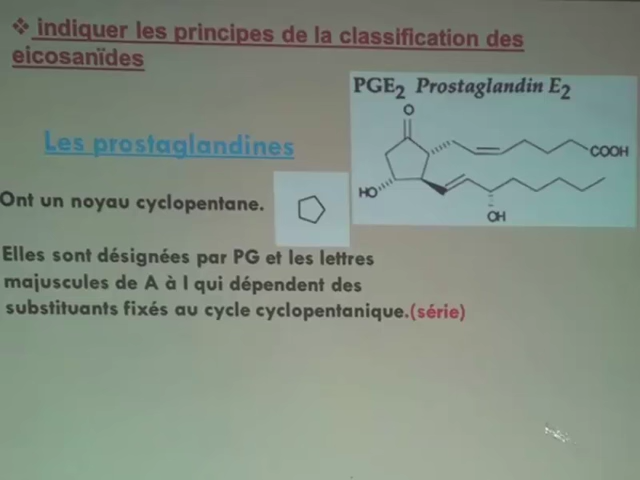 ❖ indiquer les principes de la classification des
eicosanïdes
PGE2 Prostaglandin E2
Les prostaglandines
O
COOH
HO
OH
Ont un noyau cyclopentane.
Elles sont désignées par PG et les lettres
majuscules de A à I qui dépendent des
substituants fixés au cycle cyclopentanique.(série)